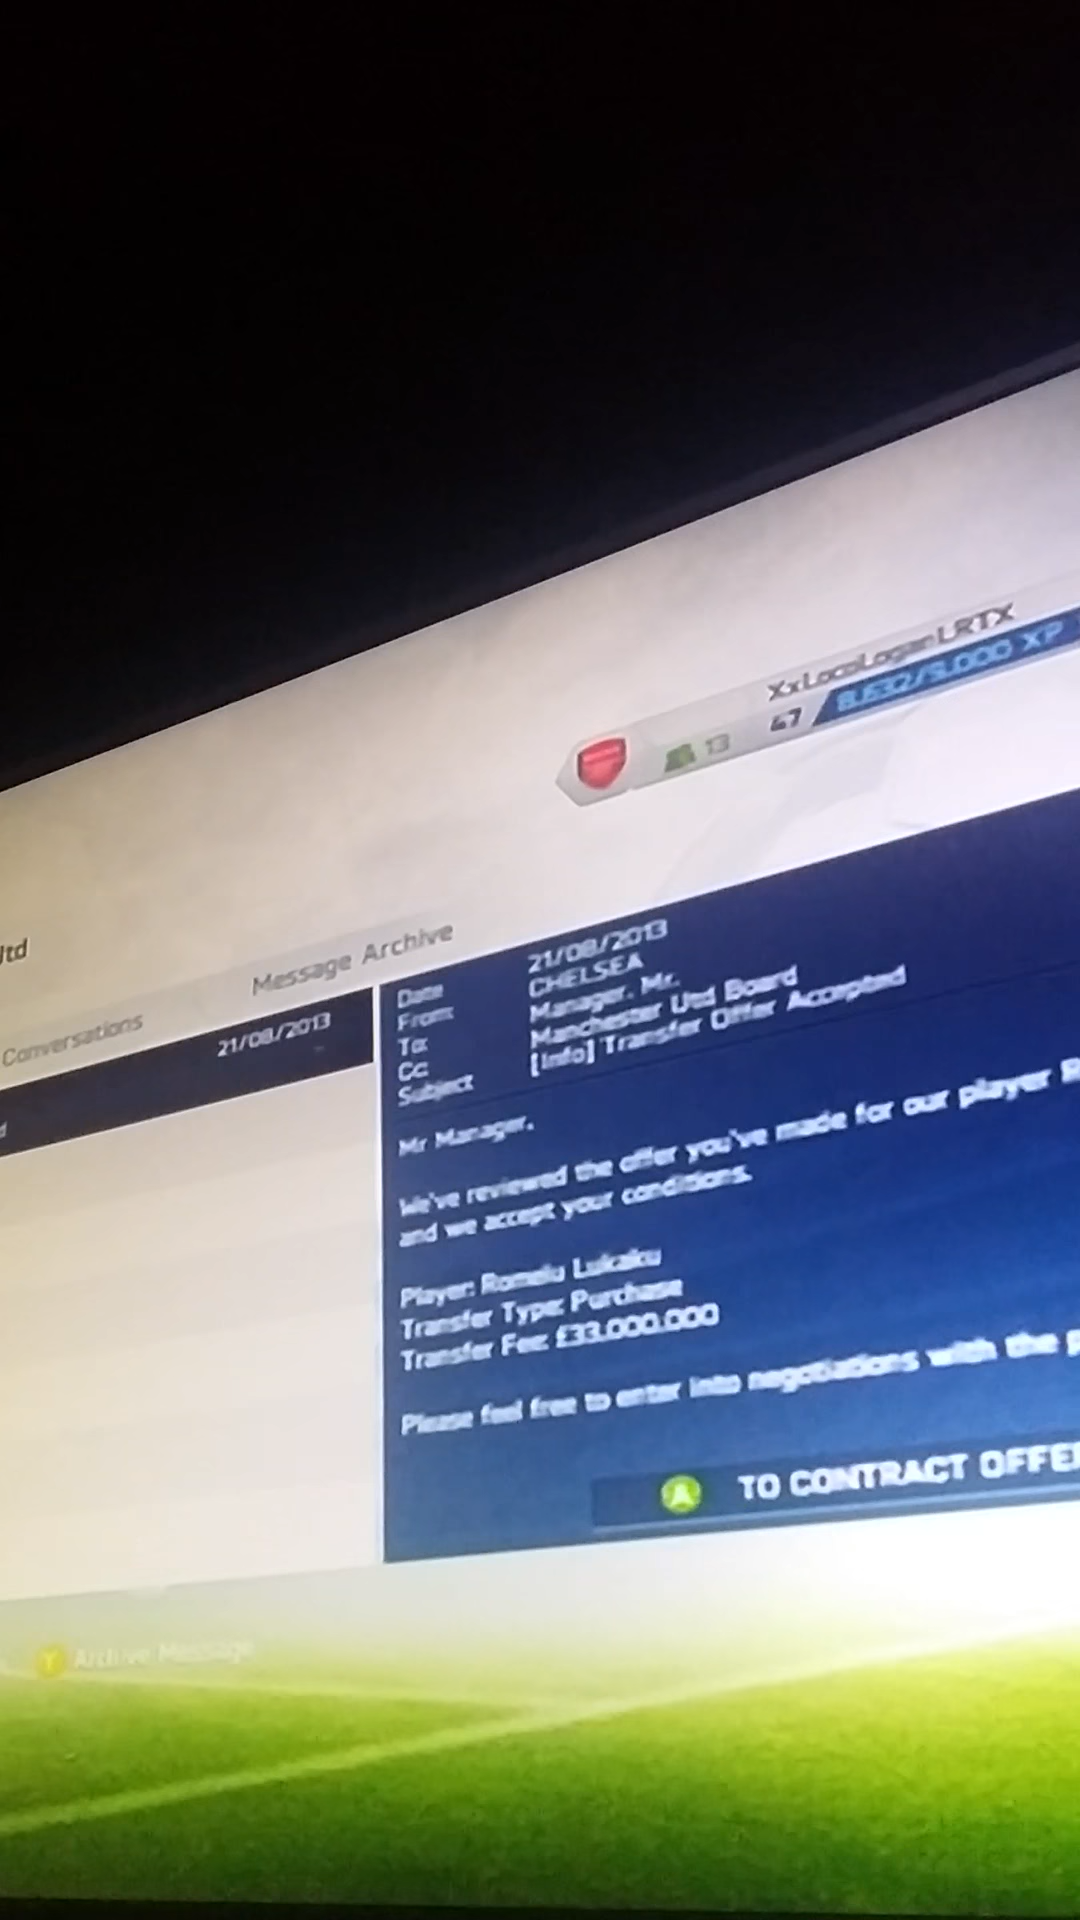 XxLocoLoganLRTX
13 47 8,632/9,000 XP
Utd
Conversations
Message Archive
21/08/2013
Date 21/08/2013
From: CHELSEA
To: Manager, Mr.
Cc: Manchester Utd Board
Subject [Info] Transfer Offer Accepted
Mr Manager,
We've reviewed the offer you've made for our player R
and we accept your conditions.
Player: Romelu Lukaku
Transfer Type: Purchase
Transfer Fee: £33.000.000
Please feel free to enter into negotiations with the p
A TO CONTRACT OFFE
Y Archive Message